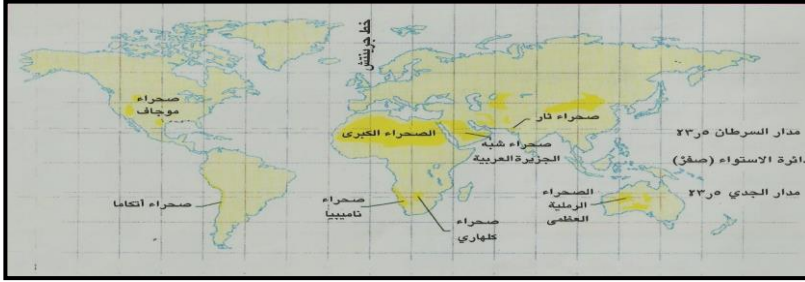 خط جرينتش
صحراء
موجاف
صحراء ثار
الصحراء الكبرى
صحراء شبه
الجزيرة العربية
مدار السرطان ٢٣٫٥
دائرة الاستواء (صفر)
مدار الجدي ٢٣٫٥
صحراء أتكاما
صحراء
ناميبيا
صحراء
كلهاري
الصحراء
الرملية
العظمى